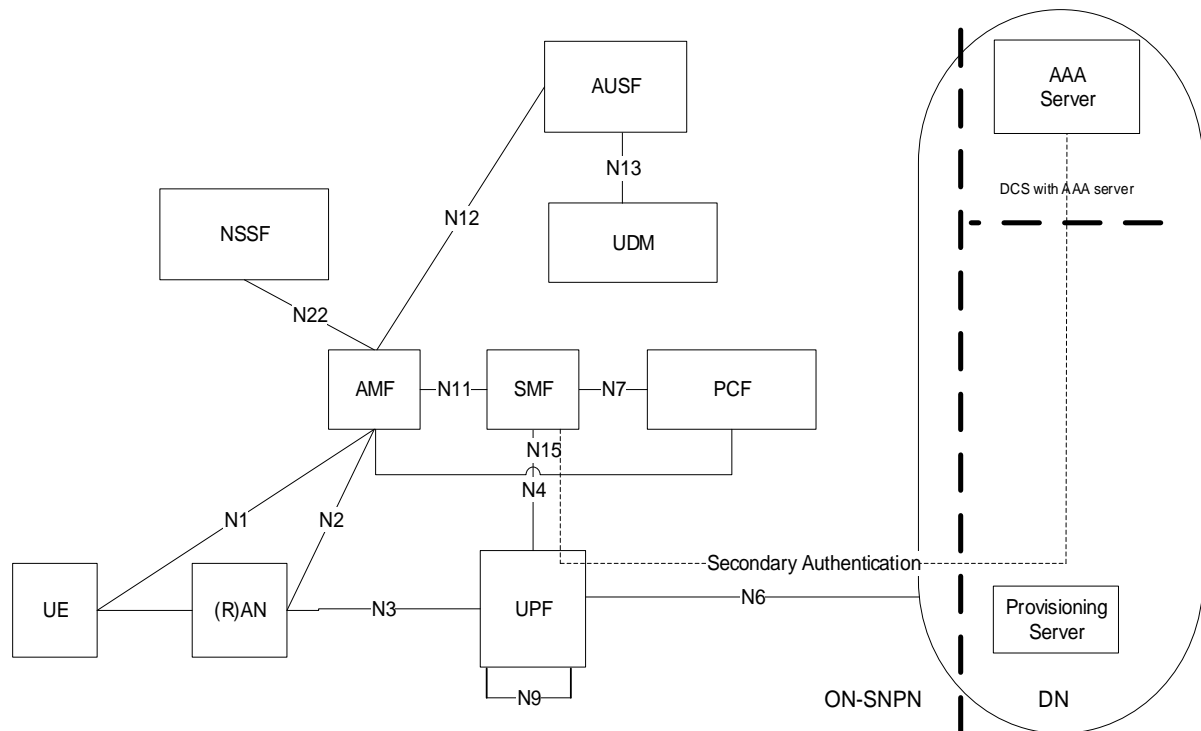 AUSF
AAA
Server
N13
DCS with AAA server
N12
NSSF
UDM
N22
AMF
N11
SMF
N7
PCF
N15
N4
N1
N2
Secondary Authentication
UE
(R)AN
N3
UPF
N6
Provisioning
Server
N9
ON-SNPN
DN